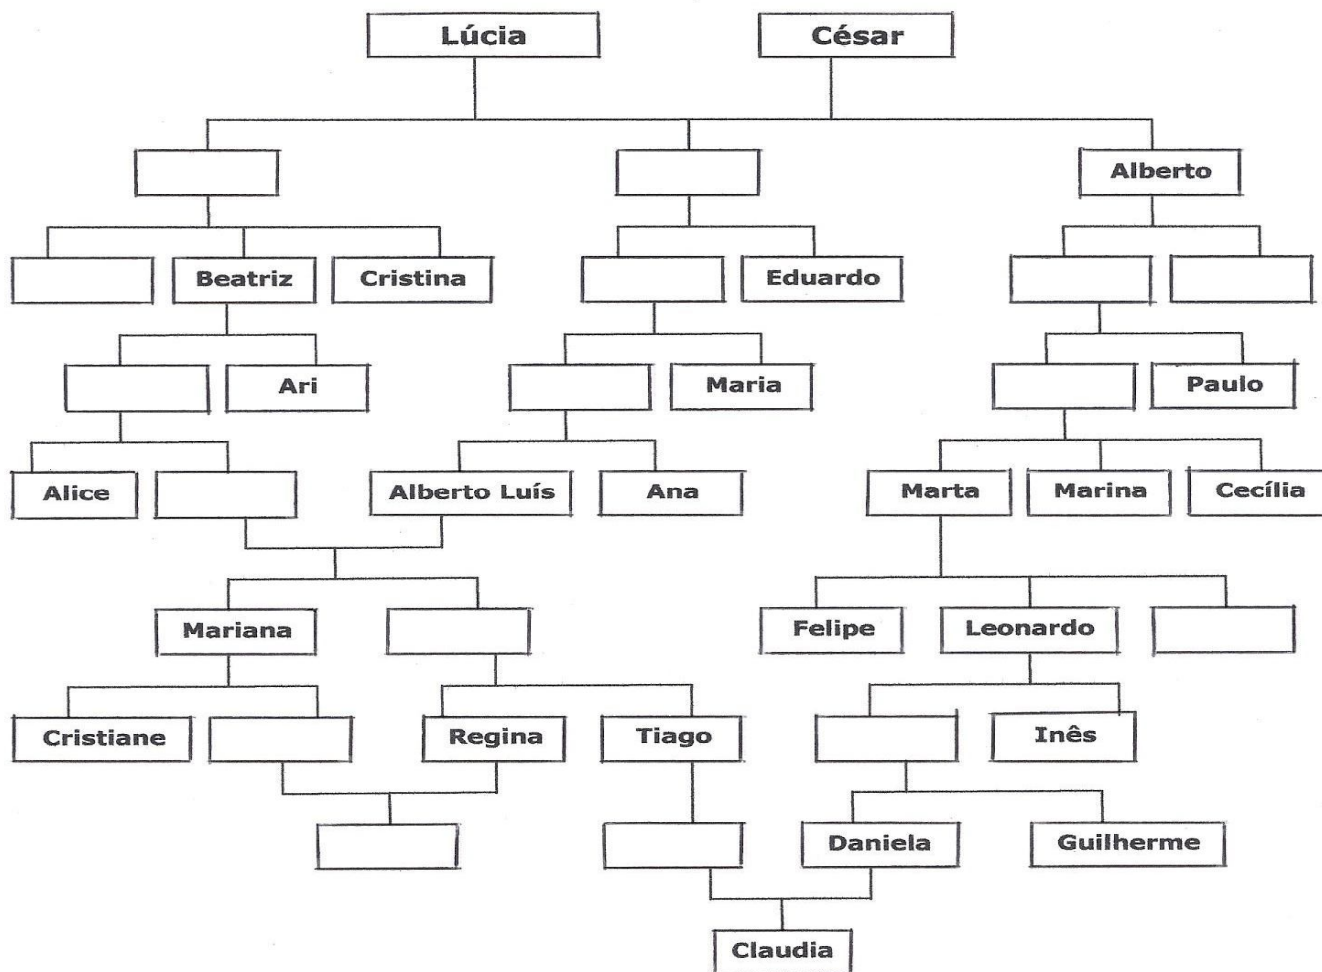 Lúcia
César
Alberto
Beatriz
Cristina
Eduardo
Ari
Maria
Paulo
Alice
Alberto Luís
Ana
Marta
Marina
Cecília
Mariana
Felipe
Leonardo
Cristiane
Regina
Tiago
Inês
Daniela
Guilherme
Claudia